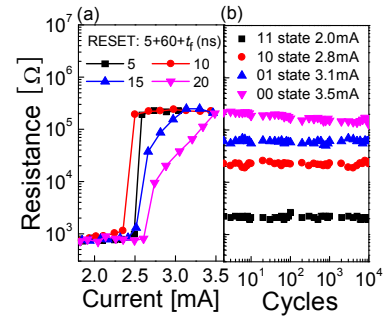 (a)
(b)
RESET: 5+60+t_f (ns)
5 10
15 20
11 state 2.0mA
10 state 2.8mA
01 state 3.1mA
00 state 3.5mA
Resistance [Ω]
10^7
10^6
10^5
10^4
10^3
2.0 2.5 3.0 3.5
10^1 10^2 10^3 10^4
Current [mA]
Cycles